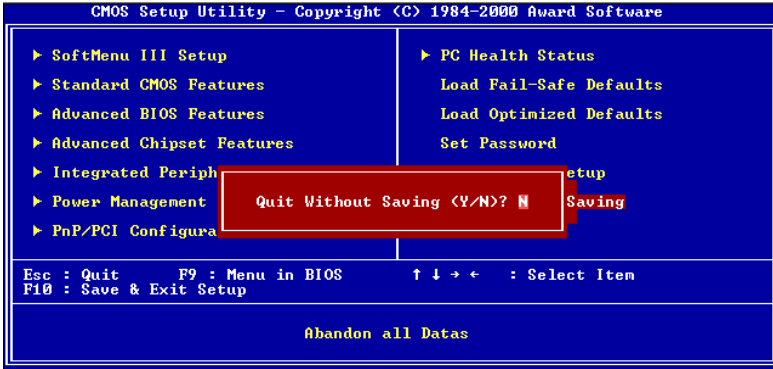 CMOS Setup Utility - Copyright (C) 1984-2000 Award Software
► SoftMenu III Setup
► Standard CMOS Features
► Advanced BIOS Features
► Advanced Chipset Features
► Integrated Periph
► Power Management
► PnP/PCI Configura
► PC Health Status
Load Fail-Safe Defaults
Load Optimized Defaults
Set Password
etup
Saving
Quit Without Saving (Y/N)? N
Esc : Quit F9 : Menu in BIOS ↑ ↓ → ← : Select Item
F10 : Save & Exit Setup
Abandon all Datas